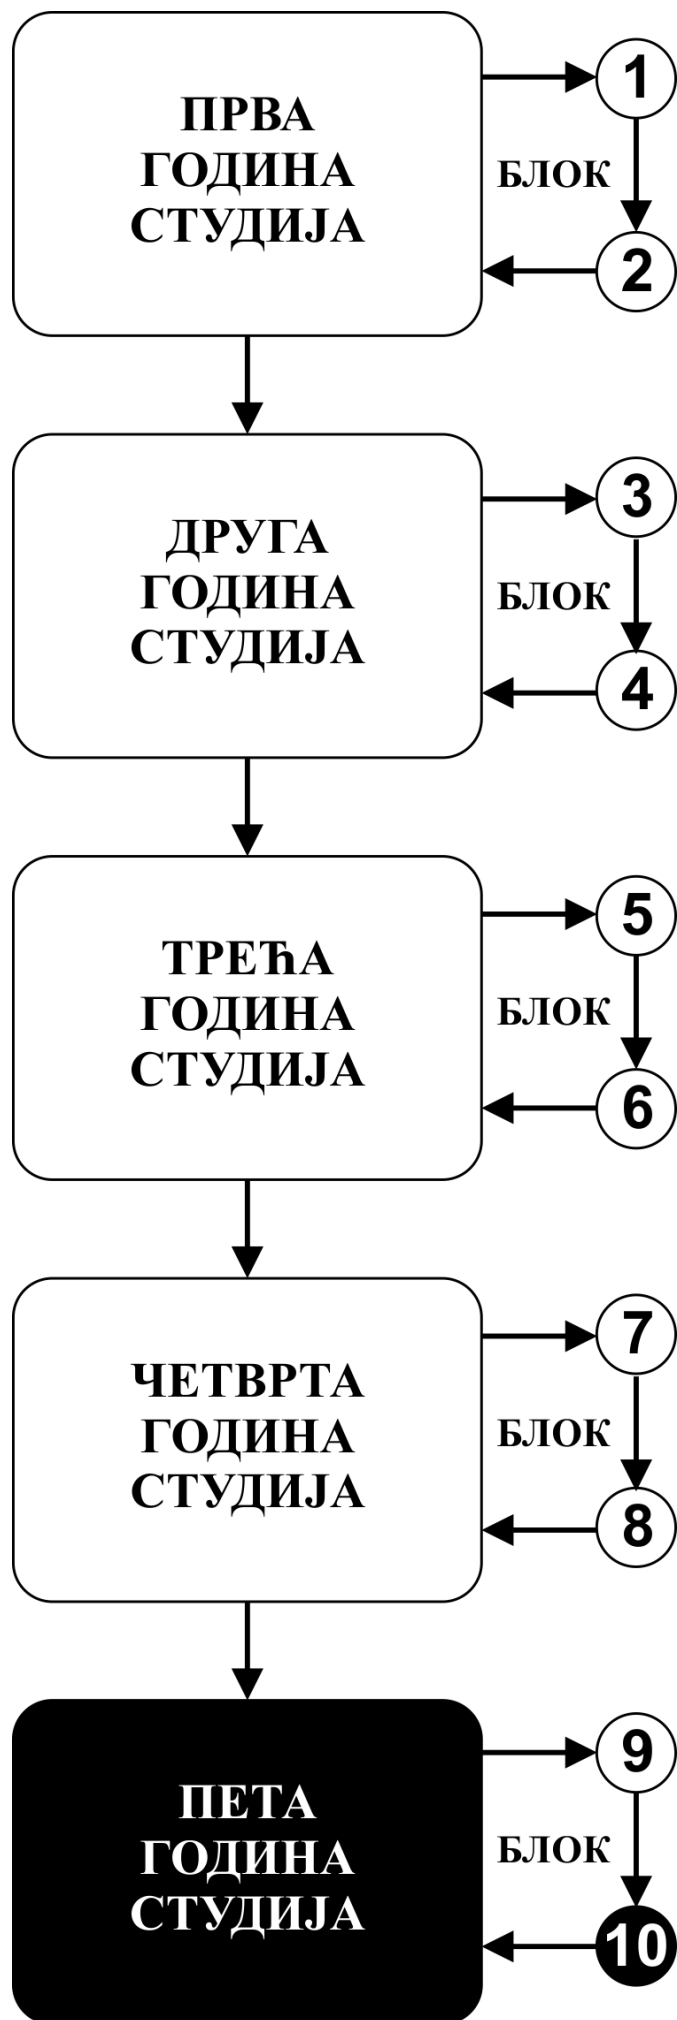 ПРВА
ГОДИНА
СТУДИЈА
1
БЛОК
2
ДРУГА
ГОДИНА
СТУДИЈА
3
БЛОК
4
ТРЕЋА
ГОДИНА
СТУДИЈА
5
БЛОК
6
ЧЕТВРТА
ГОДИНА
СТУДИЈА
7
БЛОК
8
ПЕТА
ГОДИНА
СТУДИЈА
9
БЛОК
10